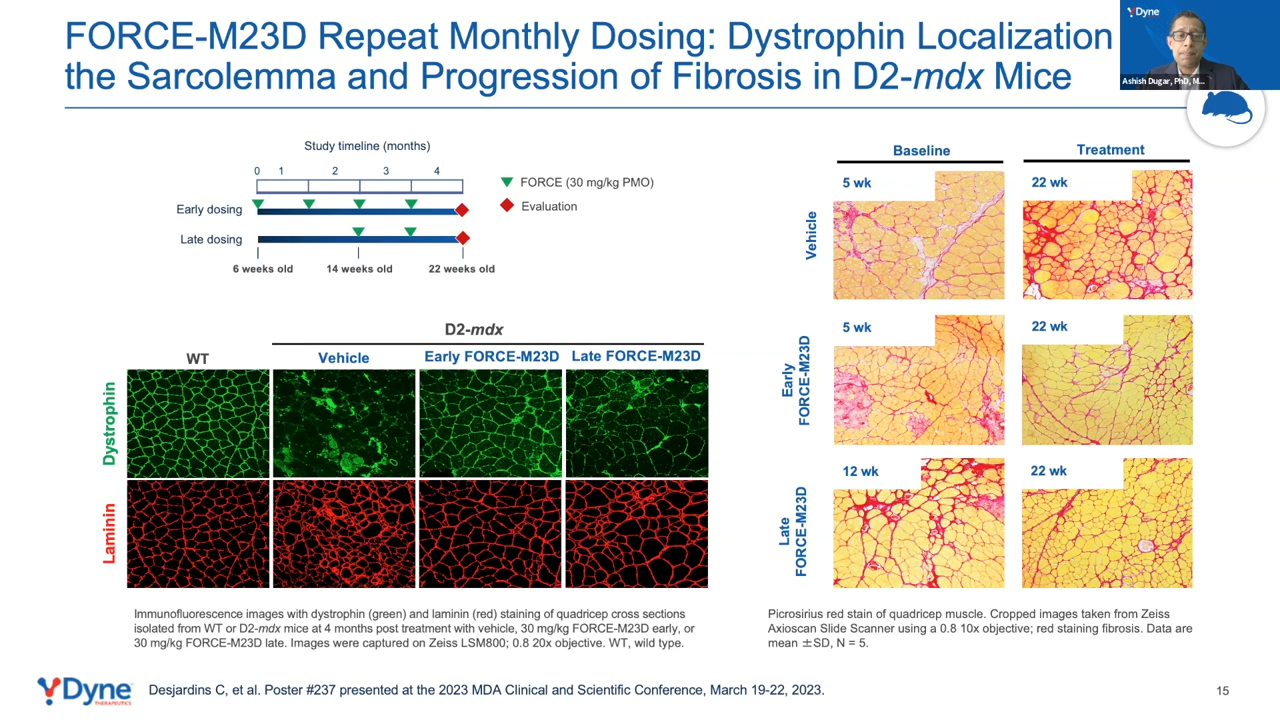 FORCE-M23D Repeat Monthly Dosing: Dystrophin Localization
the Sarcolemma and Progression of Fibrosis in D2-mdx Mice
Dyne
Ashish Dugar, PhD, M...
Study timeline (months)
0 1 2 3 4
Early dosing
Late dosing
6 weeks old 14 weeks old 22 weeks old
FORCE (30 mg/kg PMO)
Evaluation
D2-mdx
WT Vehicle Early FORCE-M23D Late FORCE-M23D
Dystrophin
Laminin
Immunofluorescence images with dystrophin (green) and laminin (red) staining of quadricep cross sections
isolated from WT or D2-mdx mice at 4 months post treatment with vehicle, 30 mg/kg FORCE-M23D early, or
30 mg/kg FORCE-M23D late. Images were captured on Zeiss LSM800; 0.8 20x objective. WT, wild type.
Baseline Treatment
Vehicle
5 wk 22 wk
Early
FORCE-M23D
5 wk 22 wk
Late
FORCE-M23D
12 wk 22 wk
Picrosirius red stain of quadricep muscle. Cropped images taken from Zeiss
Axioscan Slide Scanner using a 0.8 10x objective; red staining fibrosis. Data are
mean ±SD, N = 5.
Dyne
THERAPEUTICS
Desjardins C, et al. Poster #237 presented at the 2023 MDA Clinical and Scientific Conference, March 19-22, 2023.
15